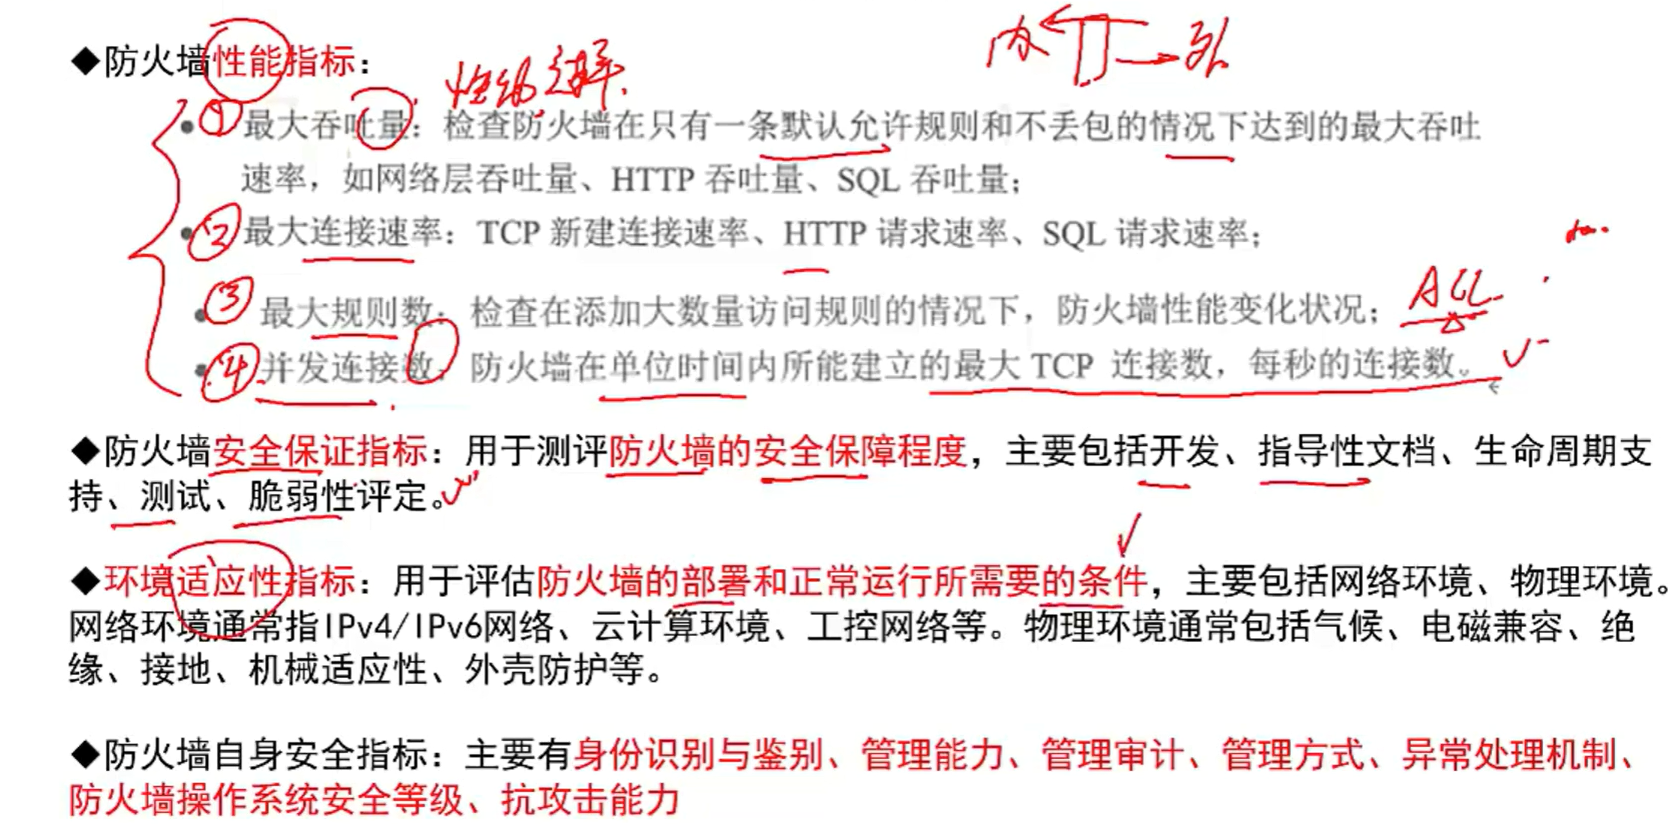 内 外
◆防火墙性能指标：
① 最大吞吐量：检查防火墙在只有一条默认允许规则和不丢包的情况下达到的最大吞吐
速率，如网络层吞吐量、HTTP 吞吐量、SQL 吞吐量；
② 最大连接速率：TCP 新建连接速率、HTTP 请求速率、SQL 请求速率；
③ 最大规则数：检查在添加大数量访问规则的情况下，防火墙性能变化状况； ACL
④ 并发连接数：防火墙在单位时间内所能建立的最大 TCP 连接数，每秒的连接数。
◆防火墙安全保证指标：用于测评防火墙的安全保障程度，主要包括开发、指导性文档、生命周期支
持、测试、脆弱性评定。
◆环境适应性指标：用于评估防火墙的部署和正常运行所需要的条件，主要包括网络环境、物理环境。
网络环境通常指IPv4/IPv6网络、云计算环境、工控网络等。物理环境通常包括气候、电磁兼容、绝
缘、接地、机械适应性、外壳防护等。
◆防火墙自身安全指标：主要有身份识别与鉴别、管理能力、管理审计、管理方式、异常处理机制、
防火墙操作系统安全等级、抗攻击能力